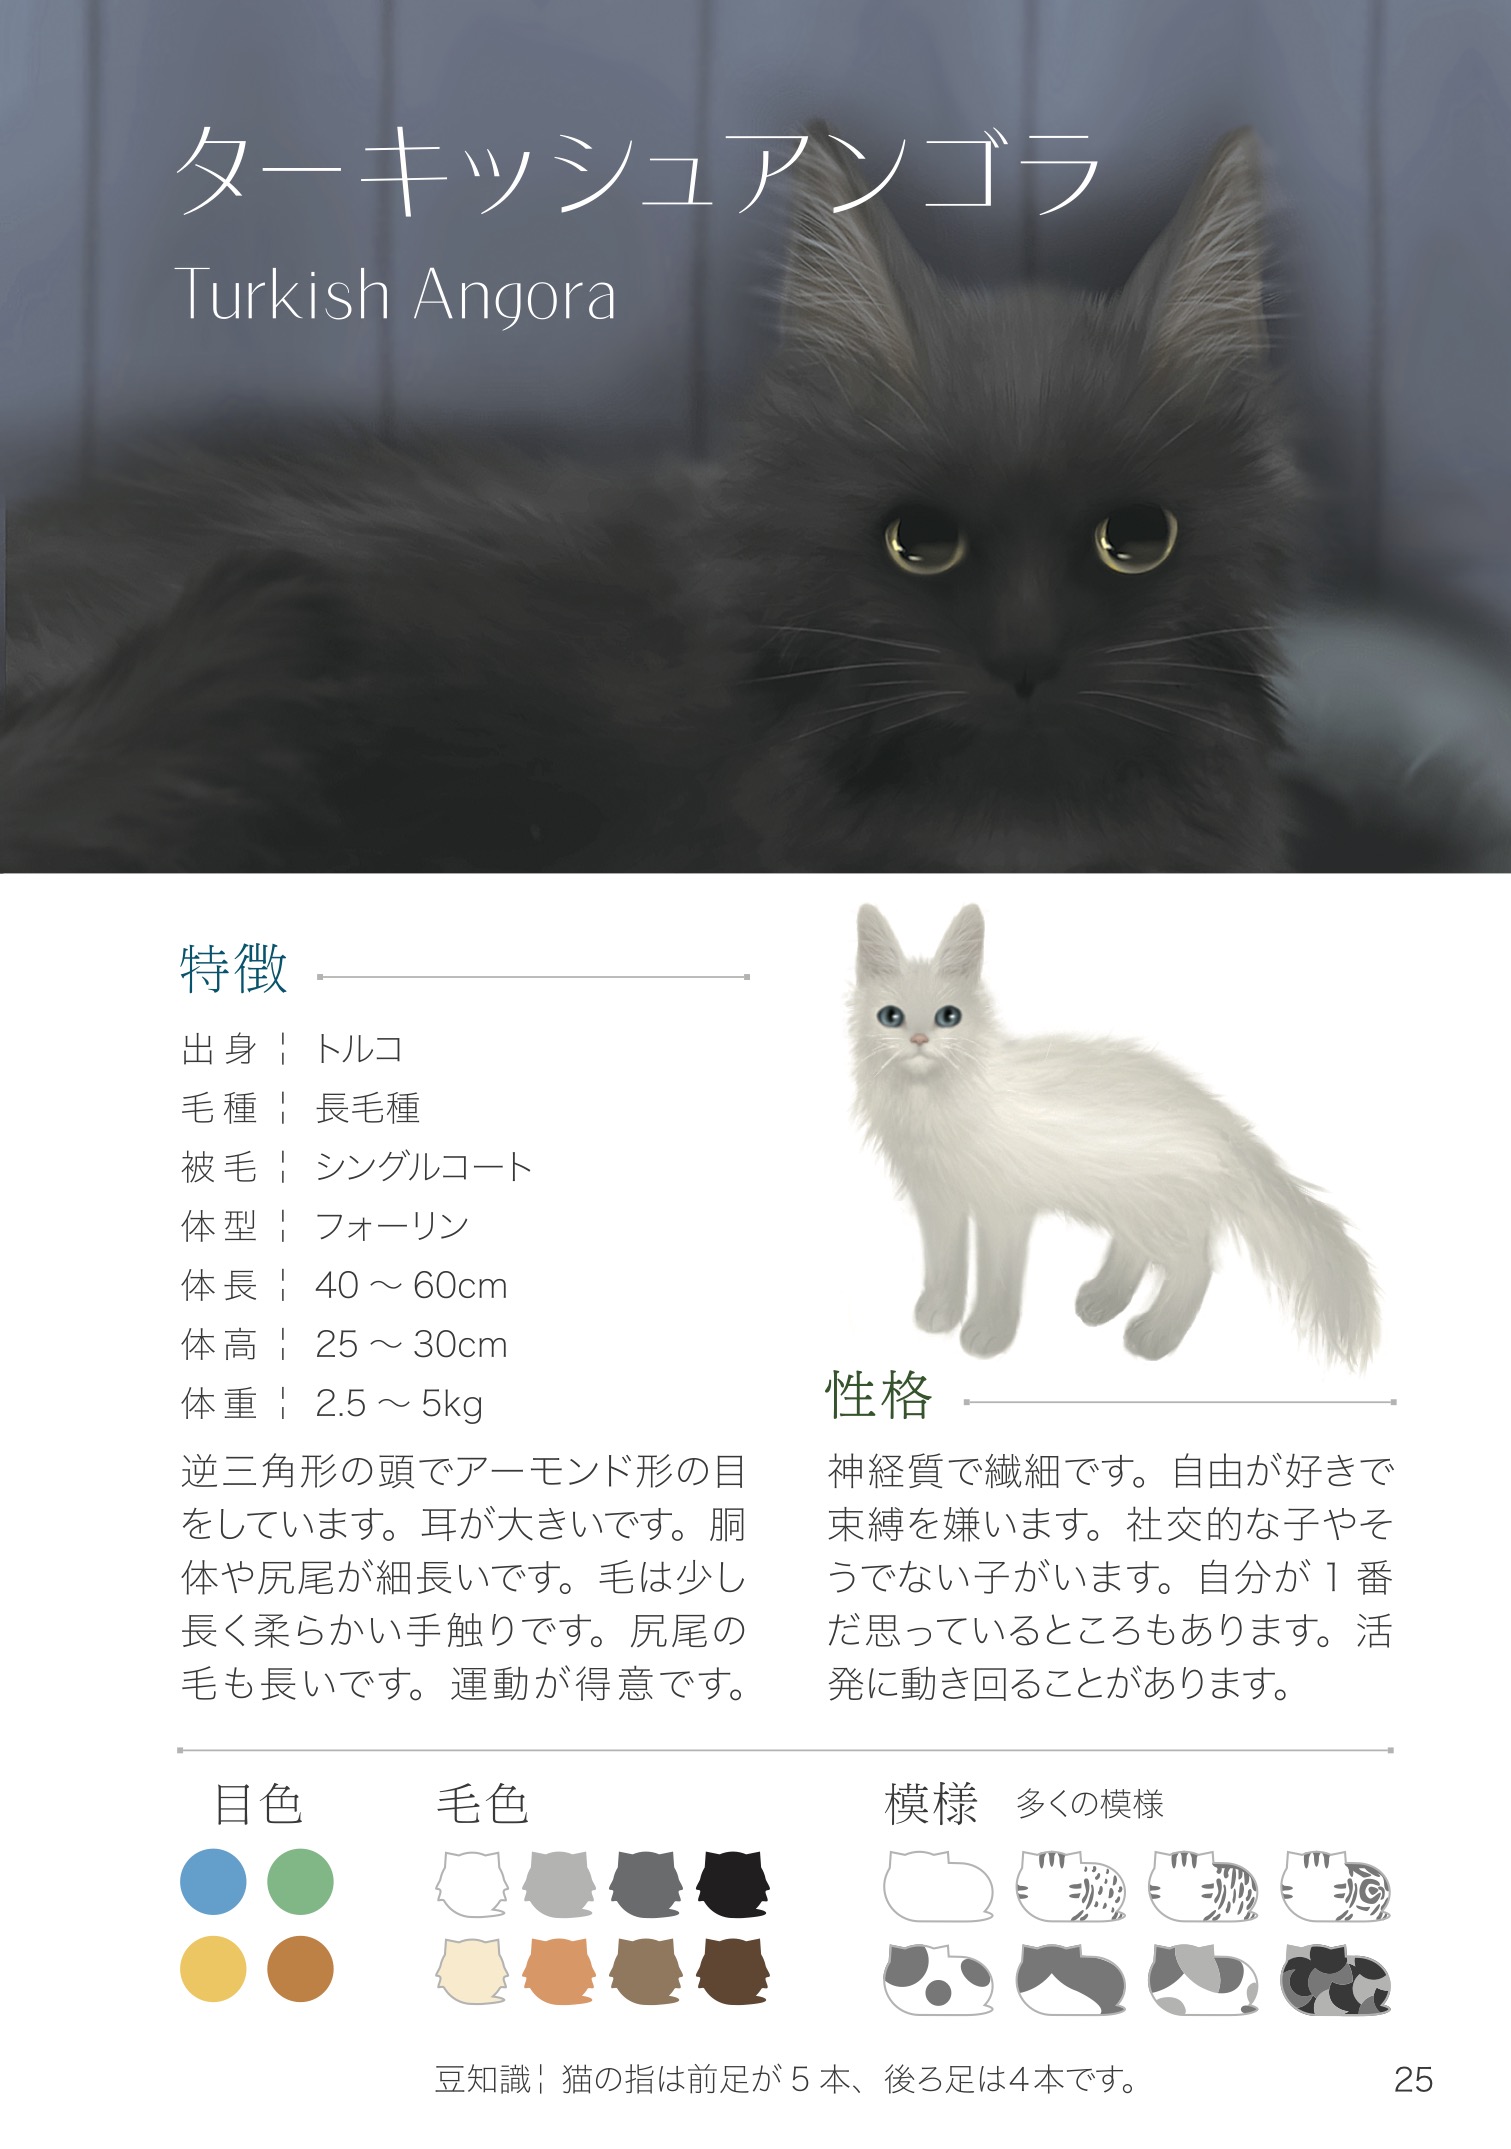 ターキッシュアンゴラ
Turkish Angora
特徴
出身 ¦ トルコ
毛種 ¦ 長毛種
被毛 ¦ シングルコート
体型 ¦ フォーリン
体長 ¦ 40 〜 60cm
体高 ¦ 25 〜 30cm
体重 ¦ 2.5 〜 5kg
逆三角形の頭でアーモンド形の目
をしています。耳が大きいです。胴
体や尻尾が細長いです。毛は少し
長く柔らかい手触りです。尻尾の
毛も長いです。運動が得意です。
性格
神経質で繊細です。自由が好きで
束縛を嫌います。社交的な子やそ
うでない子がいます。自分が 1 番
だ思っているところもあります。活
発に動き回ることがあります。
目色
毛色
模様 多くの模様
豆知識¦ 猫の指は前足が 5 本、後ろ足は4本です。
25